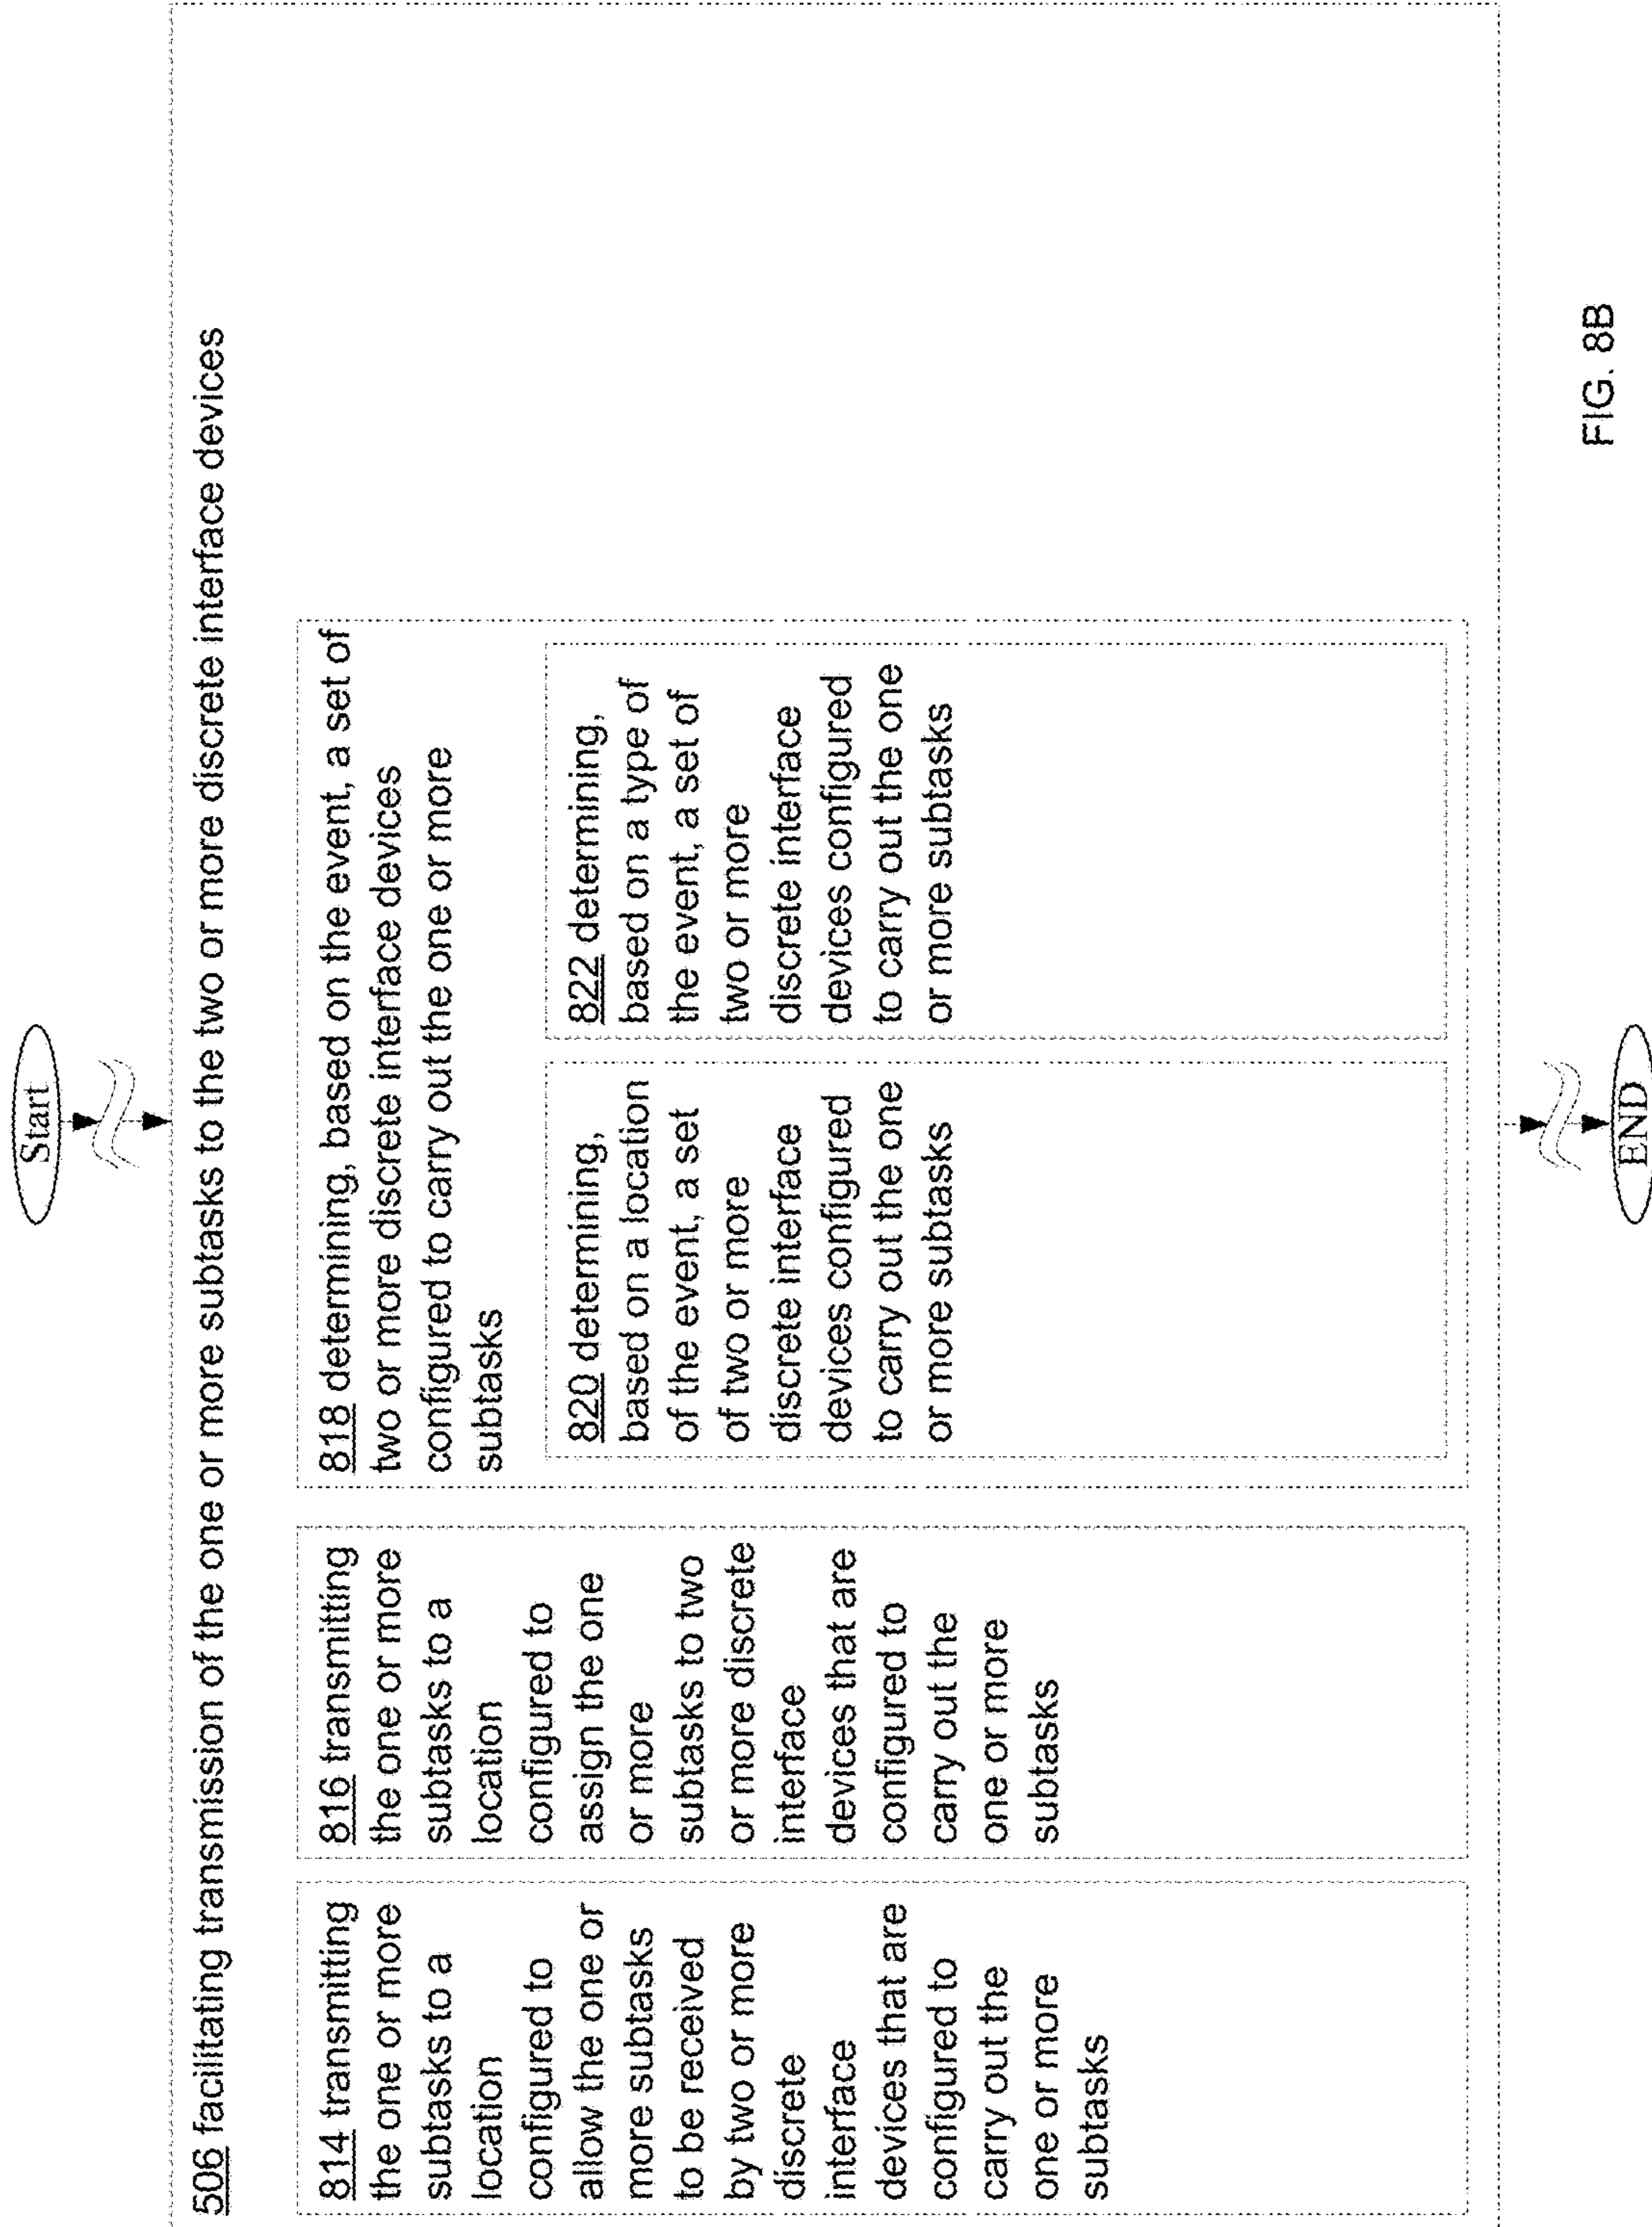 Start
506 facilitating transmission of the one or more subtasks to the two or more discrete interface devices
814 transmitting
the one or more
subtasks to a
location
configured to
allow the one or
more subtasks
to be received
by two or more
discrete
interface
devices that are
configured to
carry out the
one or more
subtasks
816 transmitting
the one or more
subtasks to a
location
configured to
assign the one
or more
subtasks to two
or more discrete
interface
devices that are
configured to
carry out the
one or more
subtasks
818 determining, based on the event, a set of
two or more discrete interface devices
configured to carry out the one or more
subtasks
820 determining,
based on a location
of the event, a set
of two or more
discrete interface
devices configured
to carry out the one
or more subtasks
822 determining,
based on a type of
the event, a set of
two or more
discrete interface
devices configured
to carry out the one
or more subtasks
END
FIG. 8B